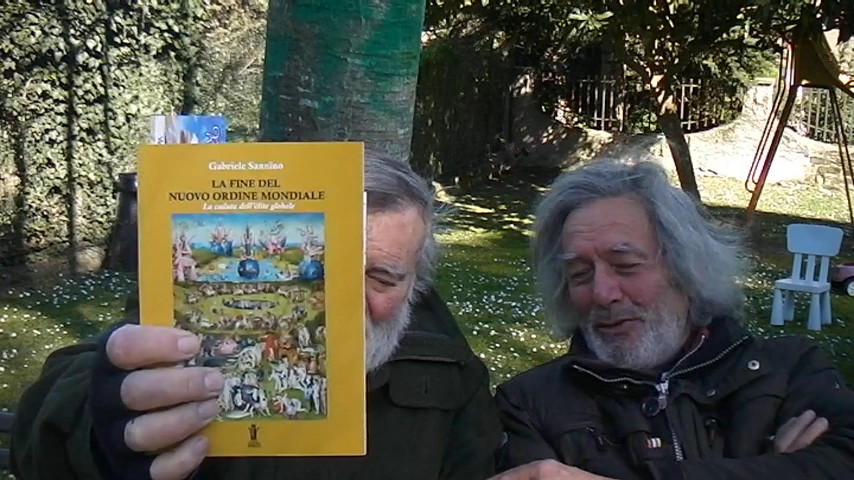 Gabriele Sannino
LA FINE DEL
NUOVO ORDINE MONDIALE
La caduta dell'élite globale